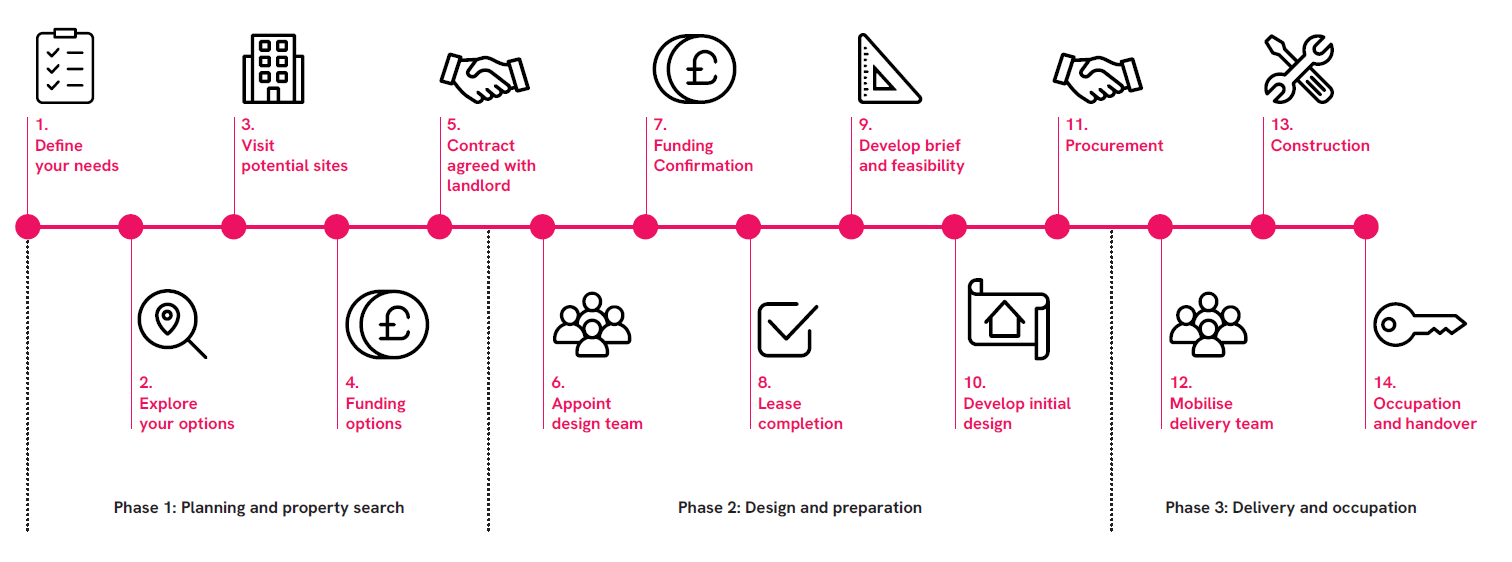 1.
Define
your needs
3.
Visit
potential sites
5.
Contract
agreed with
landlord
7.
Funding
Confirmation
9.
Develop brief
and feasibility
11.
Procurement
13.
Construction
2.
Explore
your options
4.
Funding
options
6.
Appoint
design team
8.
Lease
completion
10.
Develop initial
design
12.
Mobilise
delivery team
14.
Occupation
and handover
Phase 1: Planning and property search
Phase 2: Design and preparation
Phase 3: Delivery and occupation